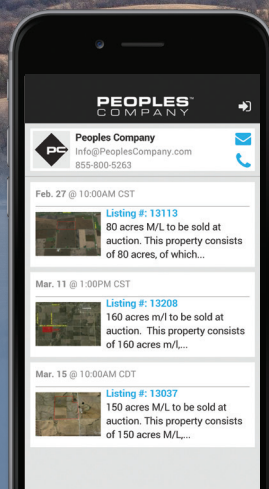 PEOPLES™
COMPANY
PC
Peoples Company
Info@PeoplesCompany.com
855-800-5263
Feb. 27 @ 10:00AM CST
Listing #: 13113
80 acres M/L to be sold at
auction. This property consists
of 80 acres, of which...
Mar. 11 @ 1:00PM CST
Listing #: 13208
160 acres m/l to be sold at
auction. This property consists
of 160 acres m/l,...
Mar. 15 @ 10:00AM CDT
Listing #: 13037
150 acres M/L to be sold at
auction. This property consists
of 150 acres M/L,...